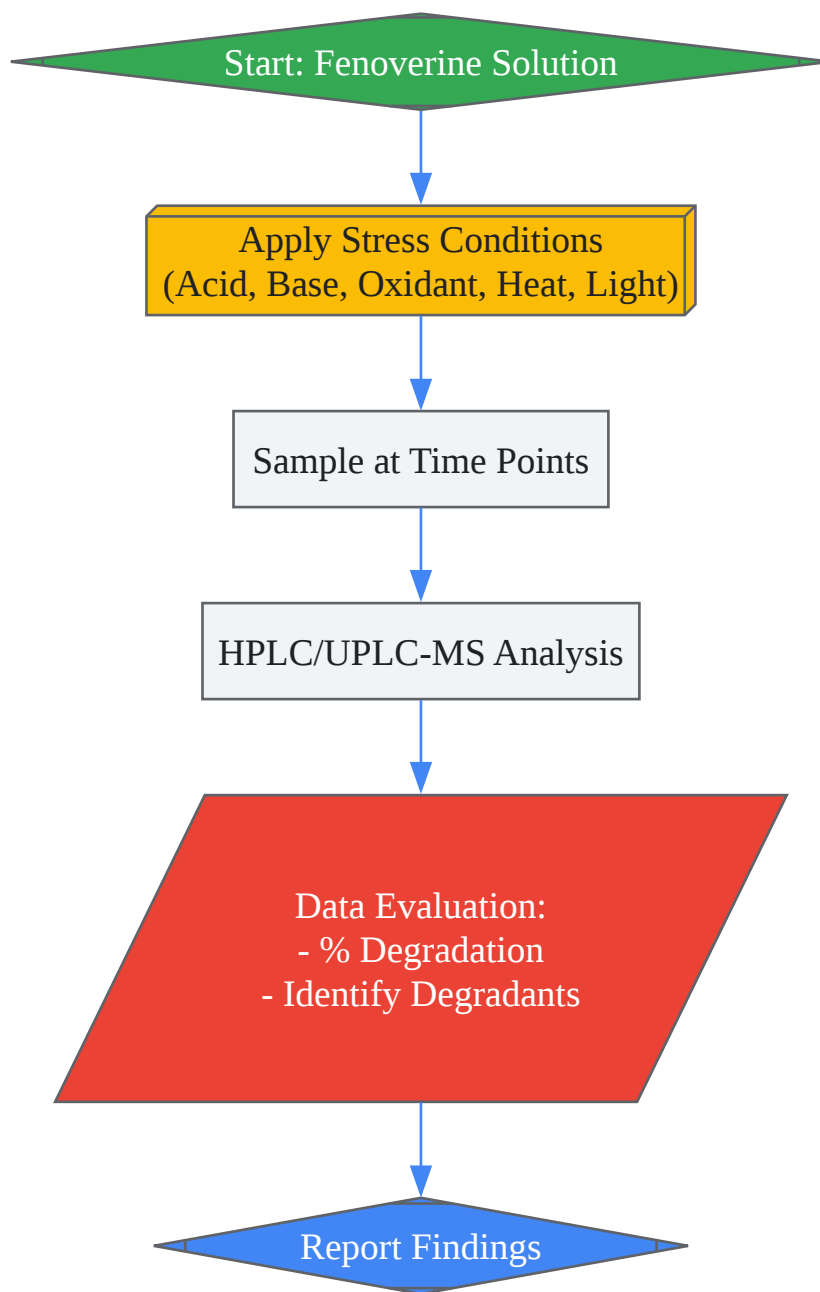 Start: Fenoverine Solution
Apply Stress Conditions
(Acid, Base, Oxidant, Heat, Light)
Sample at Time Points
HPLC/UPLC-MS Analysis
Data Evaluation:
- % Degradation
- Identify Degradants
Report Findings